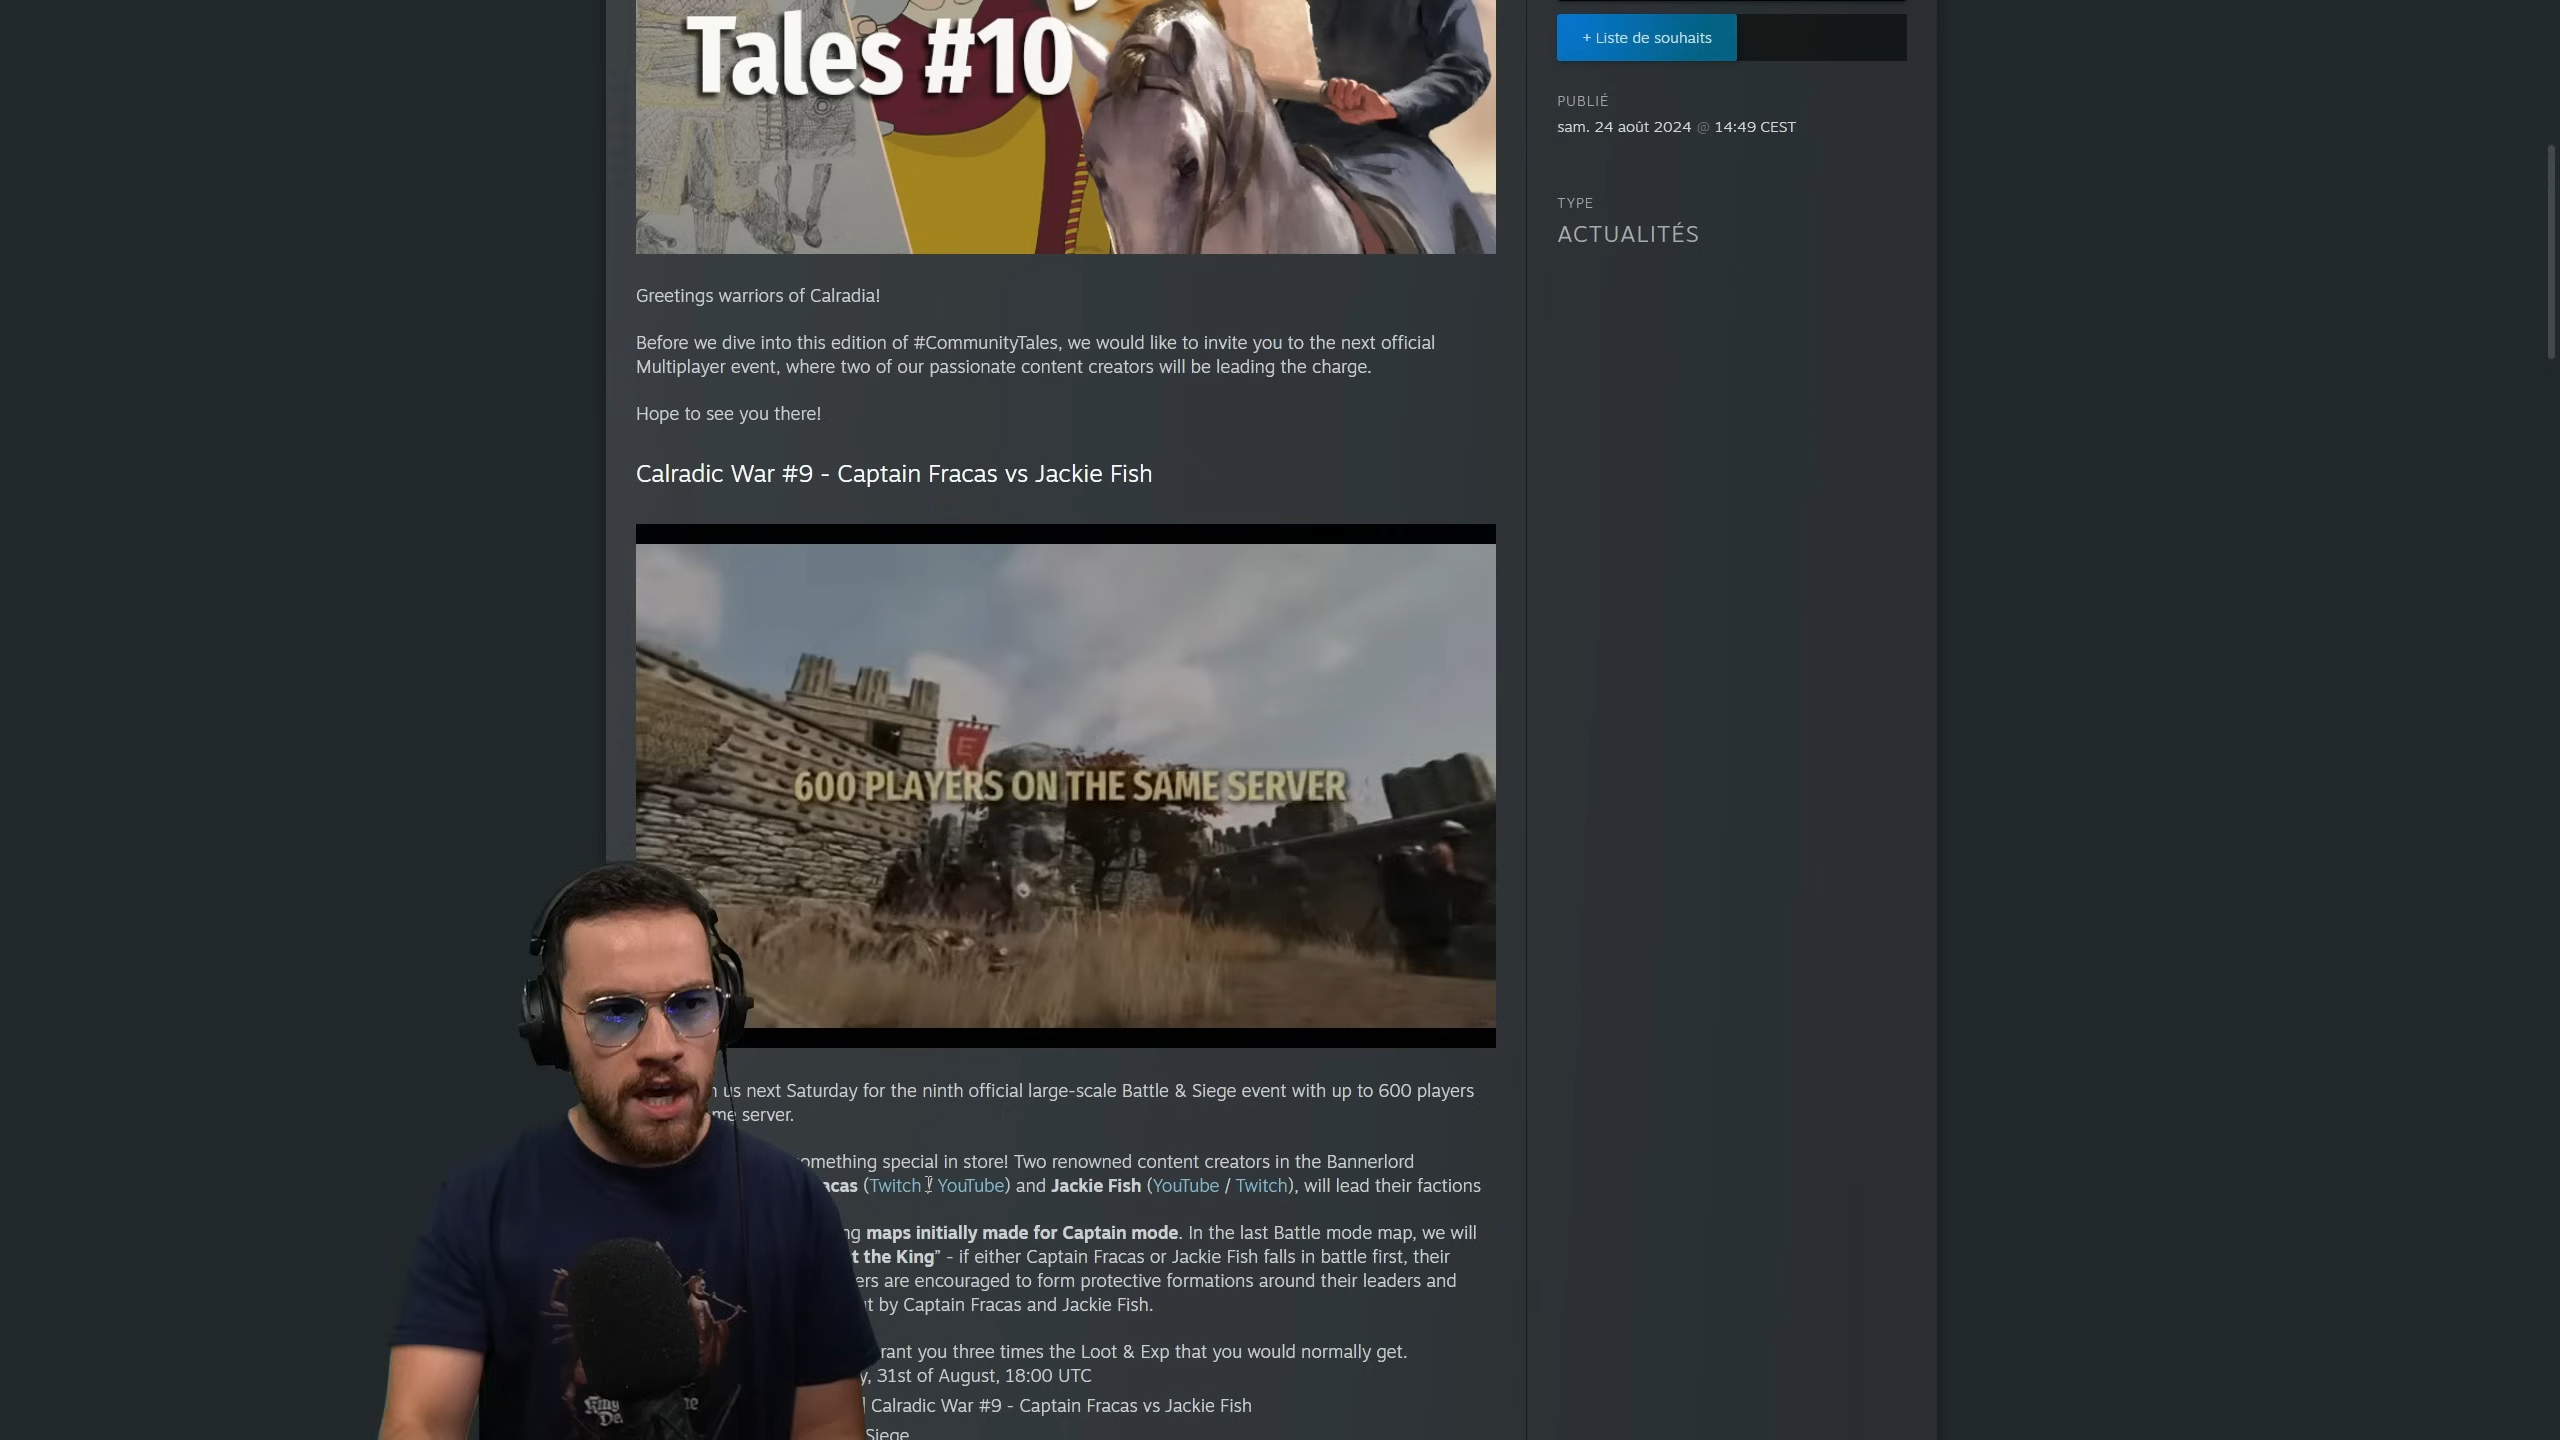 Tales #10
+ Liste de souhaits
PUBLIÉ
sam. 24 août 2024 @ 14:49 CEST
TYPE
ACTUALITÉS
Greetings warriors of Calradia!
Before we dive into this edition of #CommunityTales, we would like to invite you to the next official
Multiplayer event, where two of our passionate content creators will be leading the charge.
Hope to see you there!
Calradic War #9 - Captain Fracas vs Jackie Fish
E
600 PLAYERS ON THE SAME SERVER
us next Saturday for the ninth official large-scale Battle & Siege event with up to 600 players
server.
something special in store! Two renowned content creators in the Bannerlord
(Twitch / YouTube) and Jackie Fish (YouTube / Twitch), will lead their factions
maps initially made for Captain mode. In the last Battle mode map, we will
the King” - if either Captain Fracas or Jackie Fish falls in battle first, their
are encouraged to form protective formations around their leaders and
by Captain Fracas and Jackie Fish.
you three times the Loot & Exp that you would normally get.
31st of August, 18:00 UTC
Calradic War #9 - Captain Fracas vs Jackie Fish
Siege